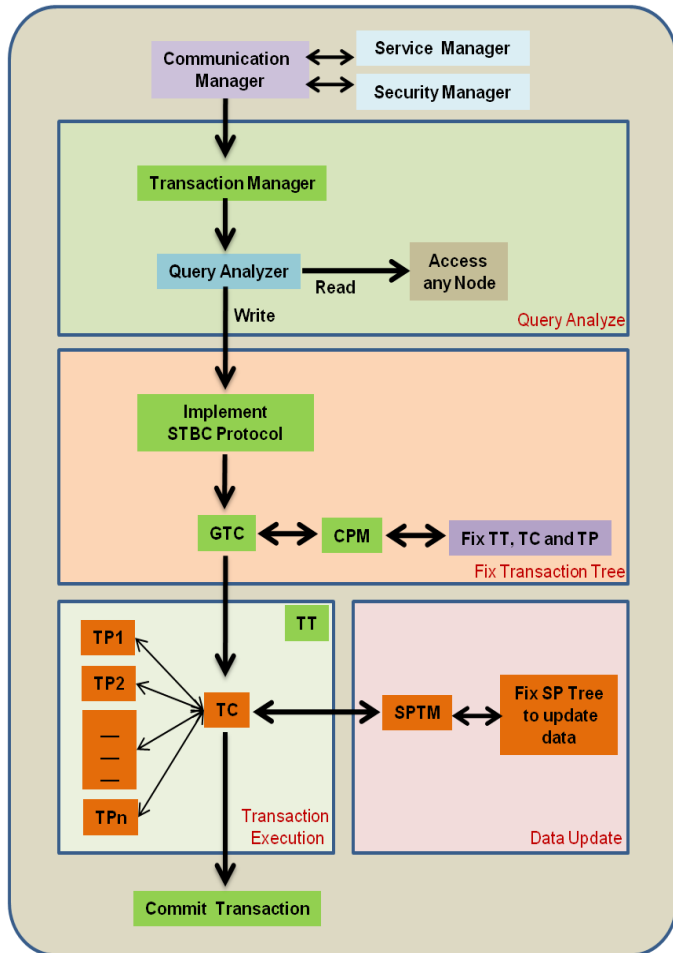 Communication
Manager
Service Manager
Security Manager
Transaction Manager
Query Analyzer
Read
Access
any Node
Write
Query Analyze
Implement
STBC Protocol
GTC
CPM
Fix TT, TC and TP
Fix Transaction Tree
TT
TP1
TP2
TPn
TC
Transaction
Execution
SPTM
Fix SP Tree
to update
data
Data Update
Commit Transaction